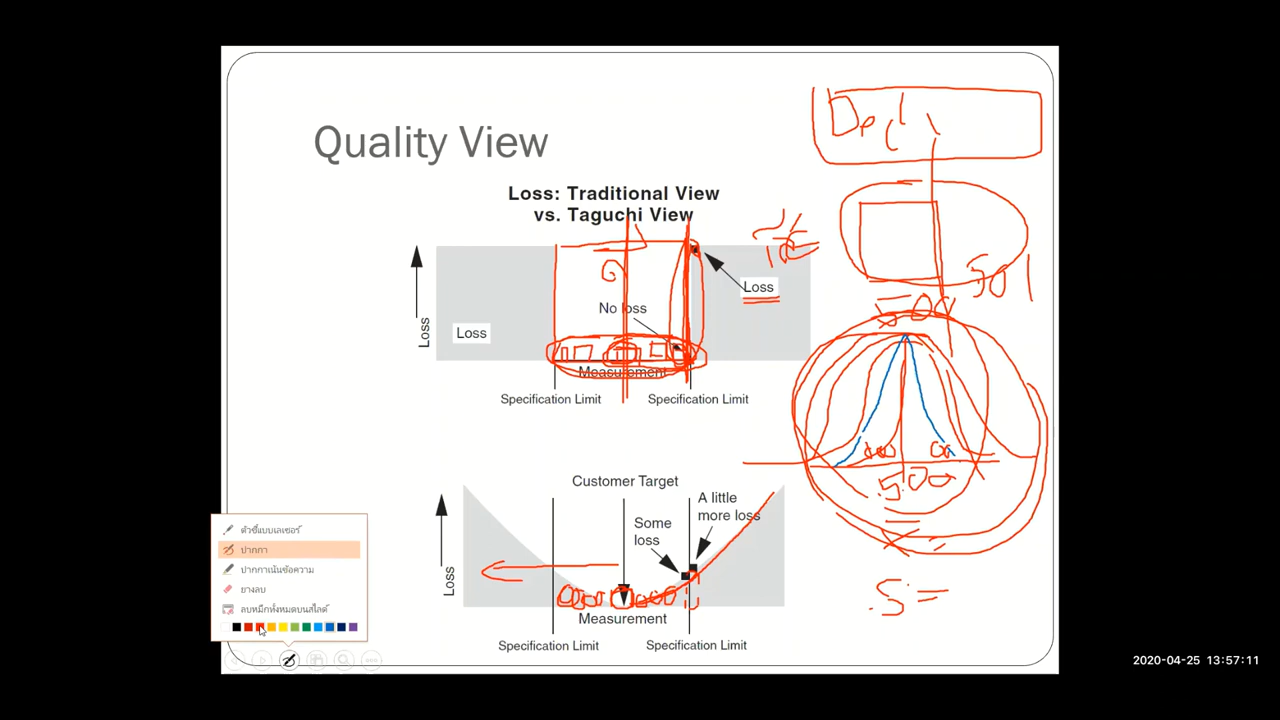 Quality View
Loss: Traditional View
vs. Taguchi View
Loss
Loss
No loss
Loss
Measurement
Specification Limit
Specification Limit
501
500
.500
.5=
Customer Target
A little
more loss
Some
loss
Loss
Measurement
Specification Limit
Specification Limit
ตัวชี้แบบเลเซอร์
ปากกา
ปากกาเน้นข้อความ
ยางลบ
ลบหมึกทั้งหมดบนสไลด์
2020-04-25 13:57:11